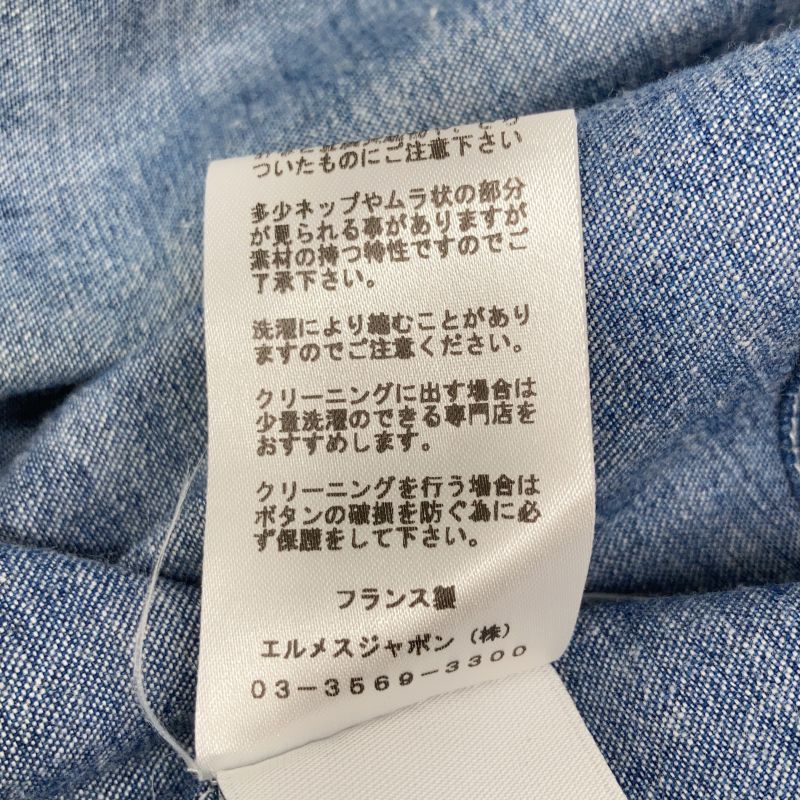 ついたものにご注意下さい
多少ネップやムラ状の部分
が見られる事がありますが
素材の持つ特性ですのでご
了承下さい。
洗濯により縮むことがあり
ますのでご注意ください。
クリーニングに出す場合は
少量洗濯のできる専門店を
おすすめします。
クリーニングを行う場合は
ボタンの破損を防ぐ為に必
ず保護をして下さい。
フランス製
エルメスジャポン（株）
03-3569-3300